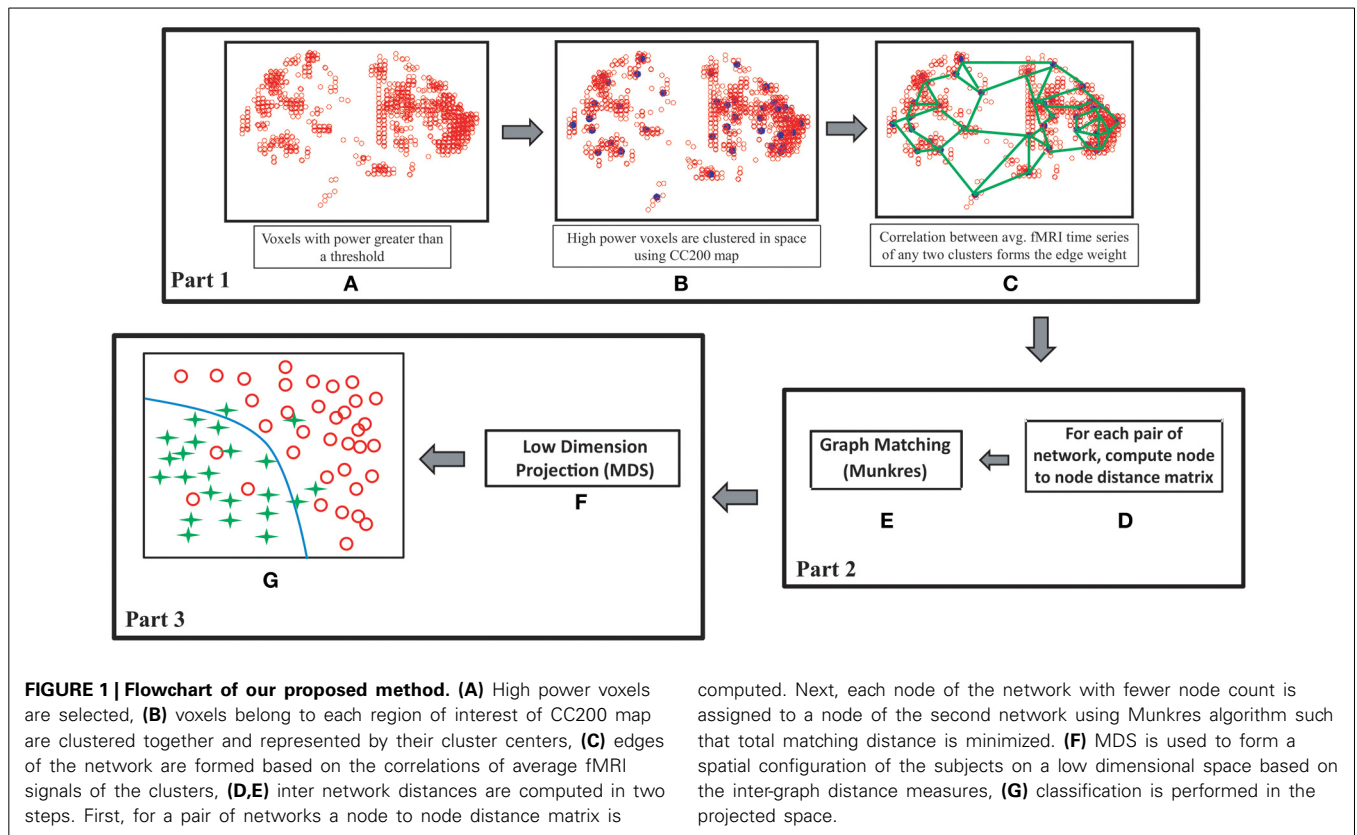 Voxels with power greater than
a threshold
A
High power voxels are clustered in space
using CC200 map
B
Correlation between avg. fMRI time series
of any two clusters forms the edge weight
C
Part 1
For each pair of
network, compute node
to node distance matrix
D
Graph Matching
(Munkres)
E
Part 2
Low Dimension
Projection (MDS)
F
G
Part 3
FIGURE 1 | Flowchart of our proposed method. (A) High power voxels
are selected, (B) voxels belong to each region of interest of CC200 map
are clustered together and represented by their cluster centers, (C) edges
of the network are formed based on the correlations of average fMRI
signals of the clusters, (D,E) inter network distances are computed in two
steps. First, for a pair of networks a node to node distance matrix is
computed. Next, each node of the network with fewer node count is
assigned to a node of the second network using Munkres algorithm such
that total matching distance is minimized. (F) MDS is used to form a
spatial configuration of the subjects on a low dimensional space based on
the inter-graph distance measures, (G) classification is performed in the
projected space.